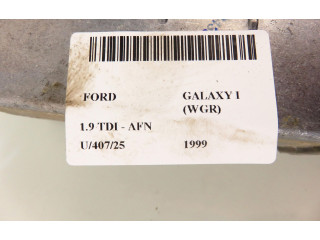 FORD GALAXY I
(WGR)
1.9 TDI - AFN
U/407/25 1999